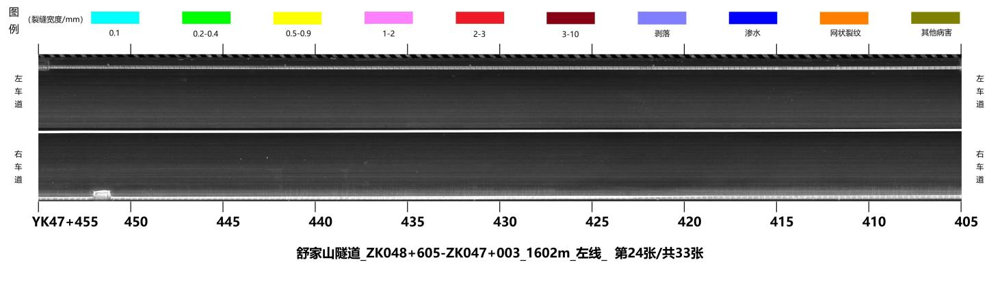 图例
(裂缝宽度/mm)
0.1
0.2-0.4
0.5-0.9
1-2
2-3
3-10
剥落
渗水
网状裂纹
其他病害
左车道
左车道
右车道
右车道
YK47+455 450 445 440 435 430 425 420 415 410 405
舒家山隧道_ZK048+605-ZK047+003_1602m_左线_ 第24张/共33张